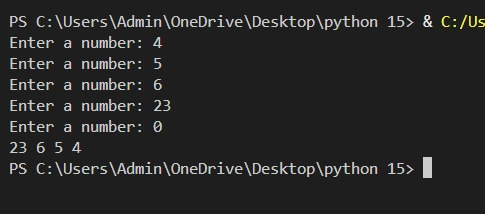 PS C:\Users\Admin\OneDrive\Desktop\python 15> & C:/Us
Enter a number: 4
Enter a number: 5
Enter a number: 6
Enter a number: 23
Enter a number: 0
23 6 5 4
PS C:\Users\Admin\OneDrive\Desktop\python 15>